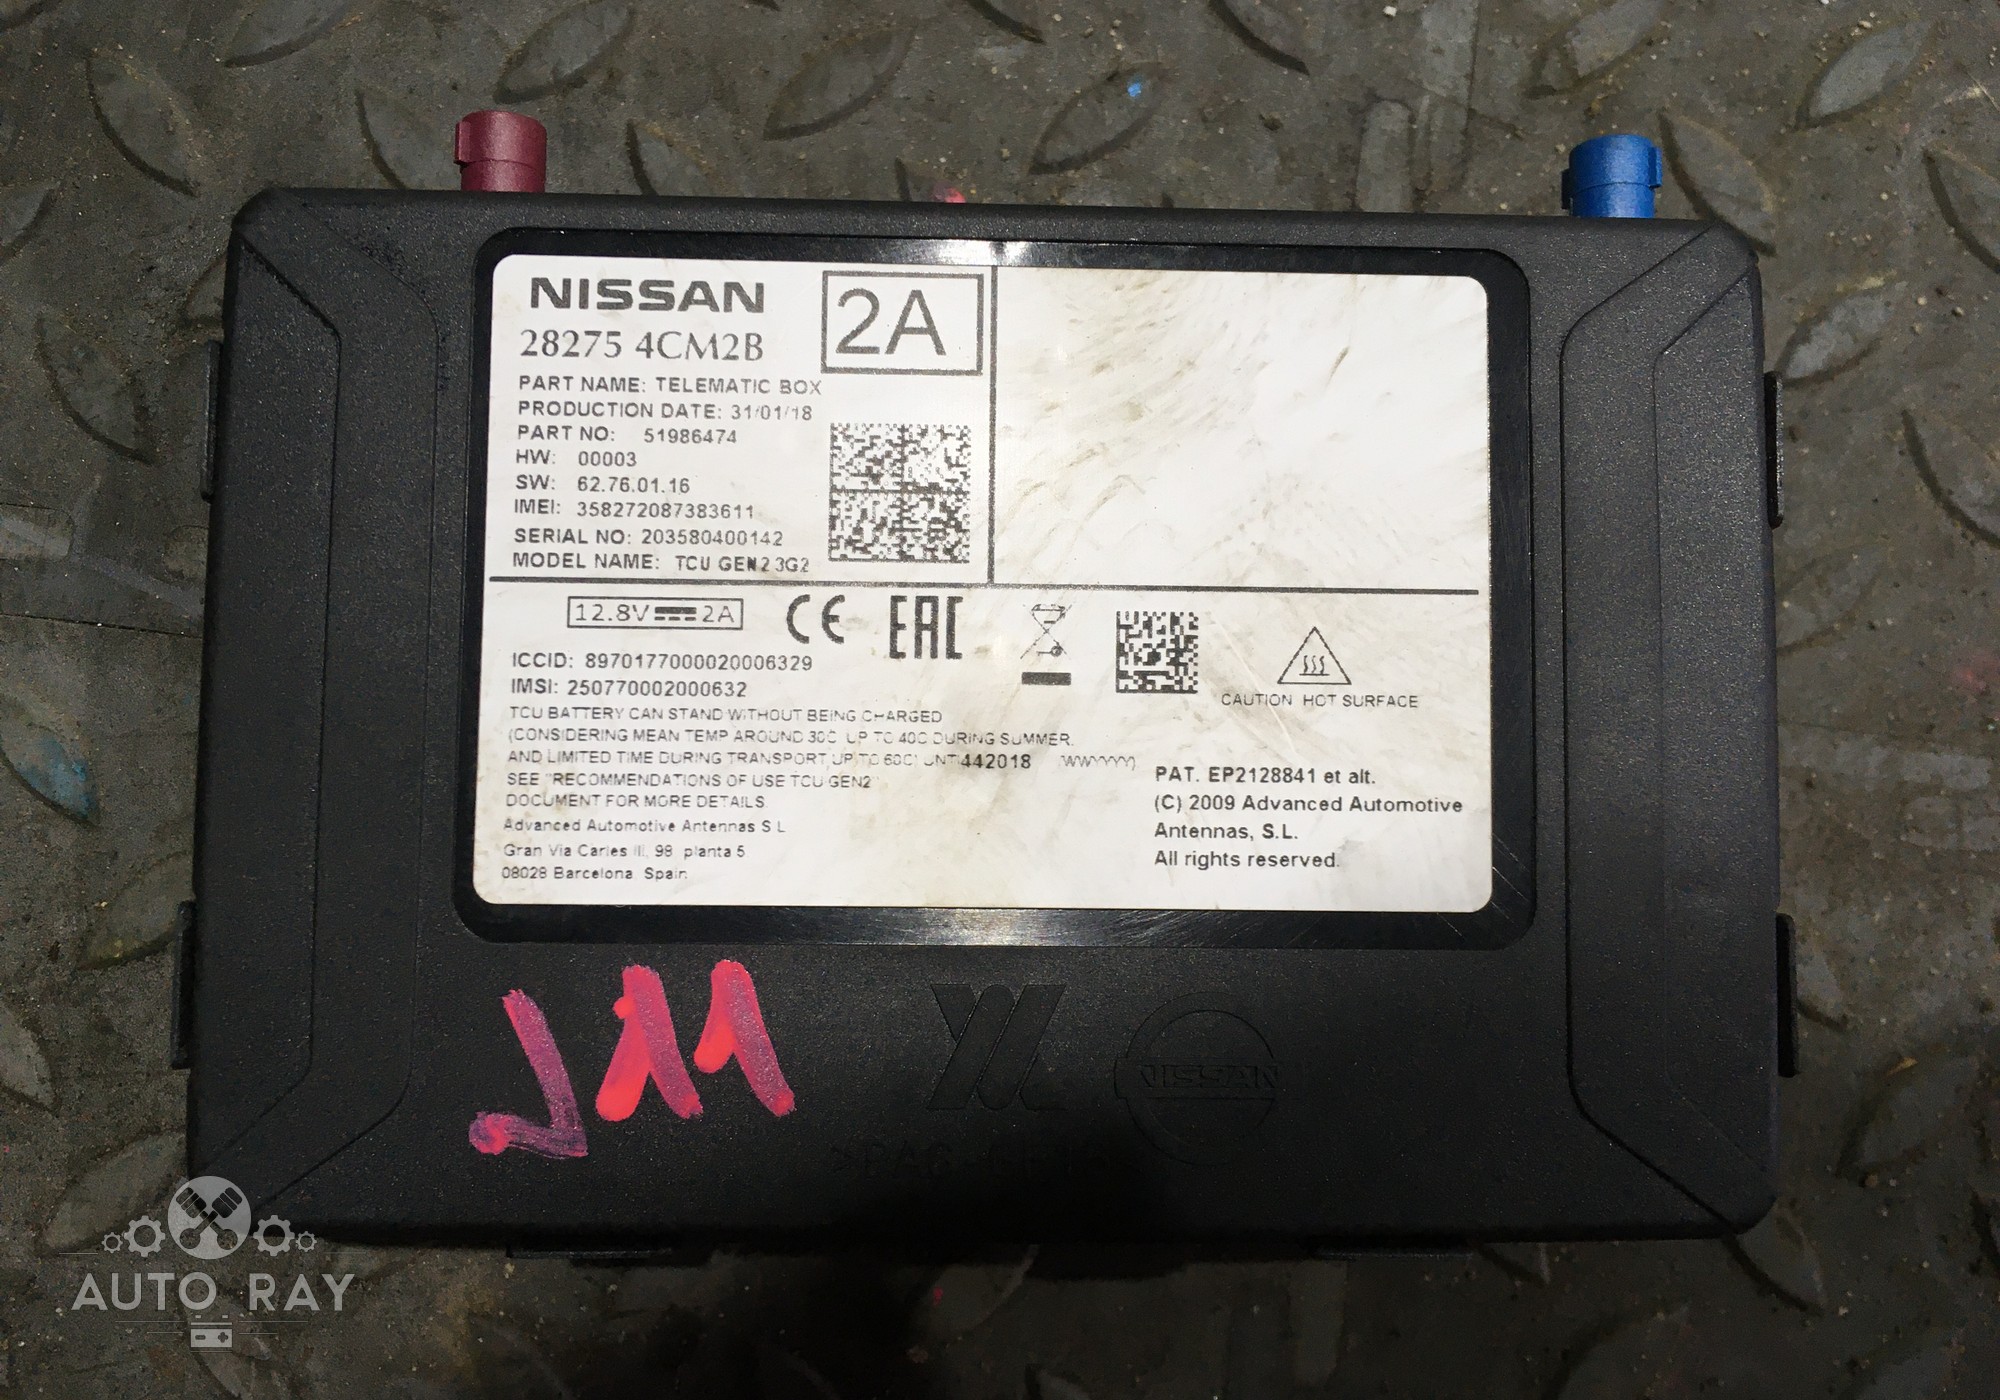 NISSAN
28275 4CM2B
2A
PART NAME: TELEMATIC BOX
PRODUCTION DATE: 31/01/18
PART NO: 51986474
HW: 00003
SW: 62.76.01.16
IMEI: 358272087383611
SERIAL NO: 203580400142
MODEL NAME: TCU GEN2 3G2
12.8V 2A
CE
EAC
ICCID: 8970177000020006329
IMSI: 250770002000632
CAUTION HOT SURFACE
TCU BATTERY CAN STAND WITHOUT BEING CHARGED
(CONSIDERING MEAN TEMP AROUND 30C UP TO 40C DURING SUMMER.
AND LIMITED TIME DURING TRANSPORT UP TO 60C) UNTI 442018 (WWYYYY)
SEE "RECOMMENDATIONS OF USE TCU GEN2"
DOCUMENT FOR MORE DETAILS
Advanced Automotive Antennas S L
Gran Via Carles III, 98 planta 5
08028 Barcelona Spain
PAT. EP2128841 et alt.
(C) 2009 Advanced Automotive
Antennas, S.L.
All rights reserved.
J11
NISSAN
AUTO RAY